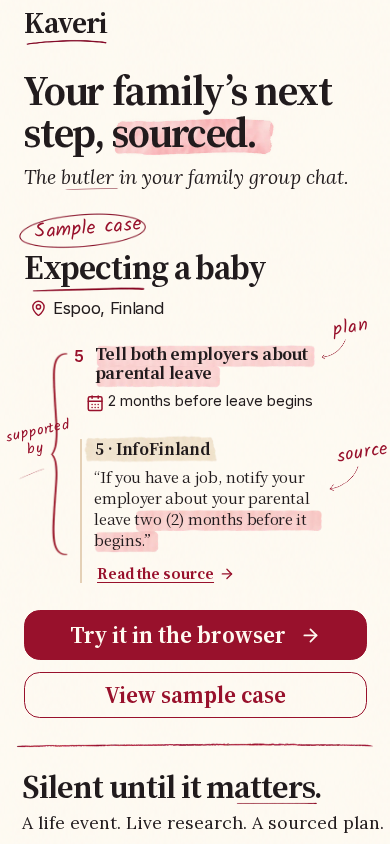 Kaveri
Your family’s next
step, sourced.
The butler in your family group chat.
Sample case
Expecting a baby
Espoo, Finland
plan
5 Tell both employers about
parental leave
2 months before leave begins
supported
by
5 · InfoFinland
source
“If you have a job, notify your
employer about your parental
leave two (2) months before it
begins.”
Read the source →
Try it in the browser →
View sample case
Silent until it matters.
A life event. Live research. A sourced plan.